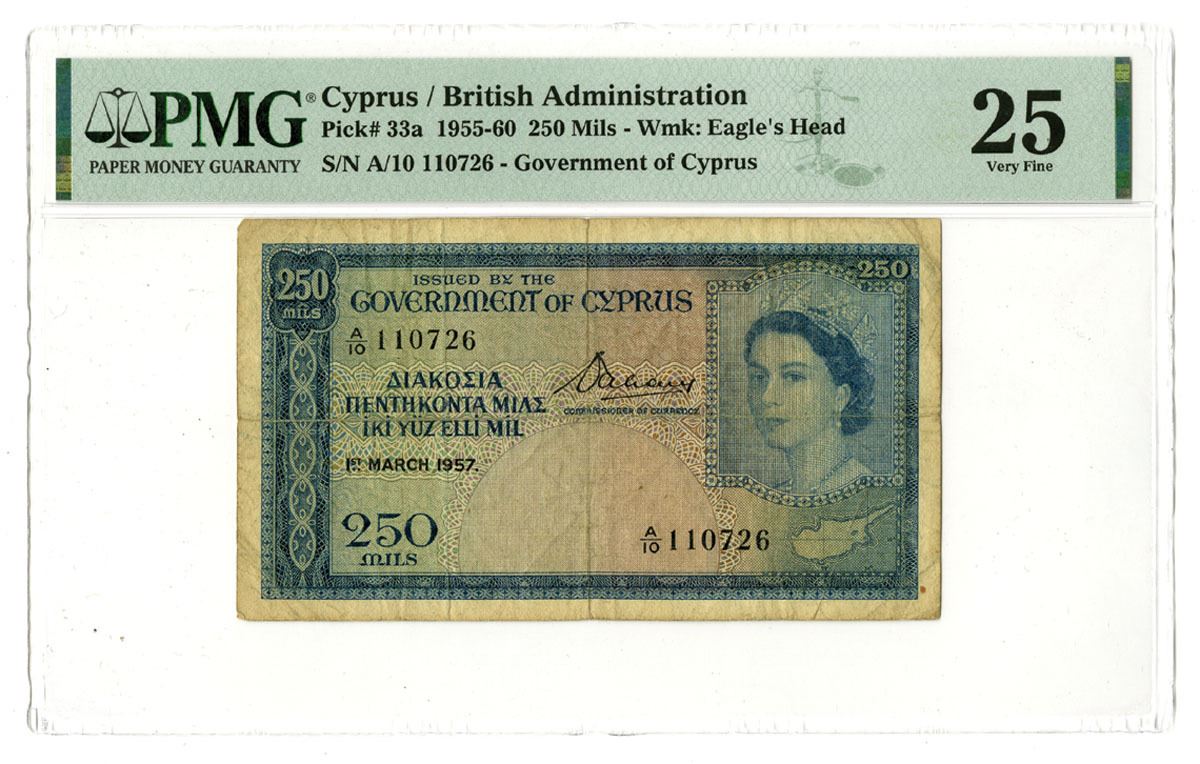 PMG®
PAPER MONEY GUARANTY
Cyprus / British Administration
Pick# 33a 1955-60 250 Mils - Wmk: Eagle's Head
S/N A/10 110726 - Government of Cyprus
25
Very Fine
250
MILS
ISSUED BY THE
GOVERNMENT OF CYPRUS
250
A/10 110726
ΔΙΑΚΟΣΙΑ
ΠΕΝΤΗΚΟΝΤΑ ΜΙΛΣ
İKİ YUZ ELLİ MİL
COMMISSIONER OF CURRENCY
1ST MARCH 1957.
250
MILS
A/10 110726